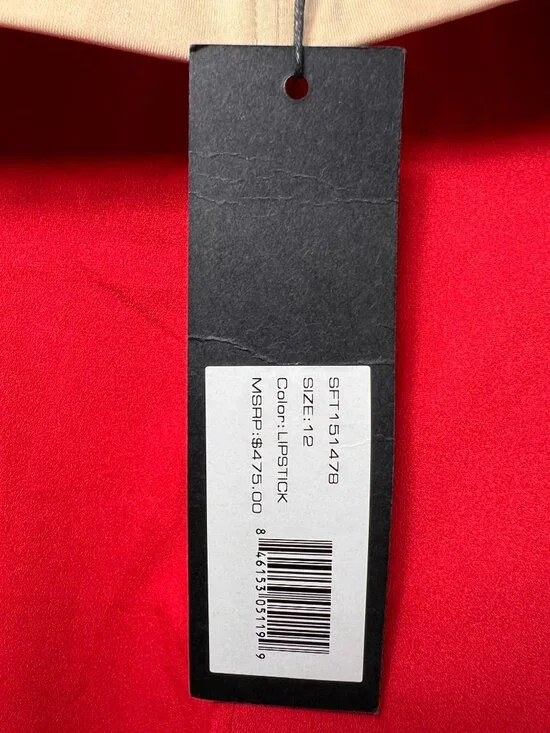 SFT151478
SIZE:12
Color:LIPSTICK
MSRP:$475.00
8 46153 05119 9